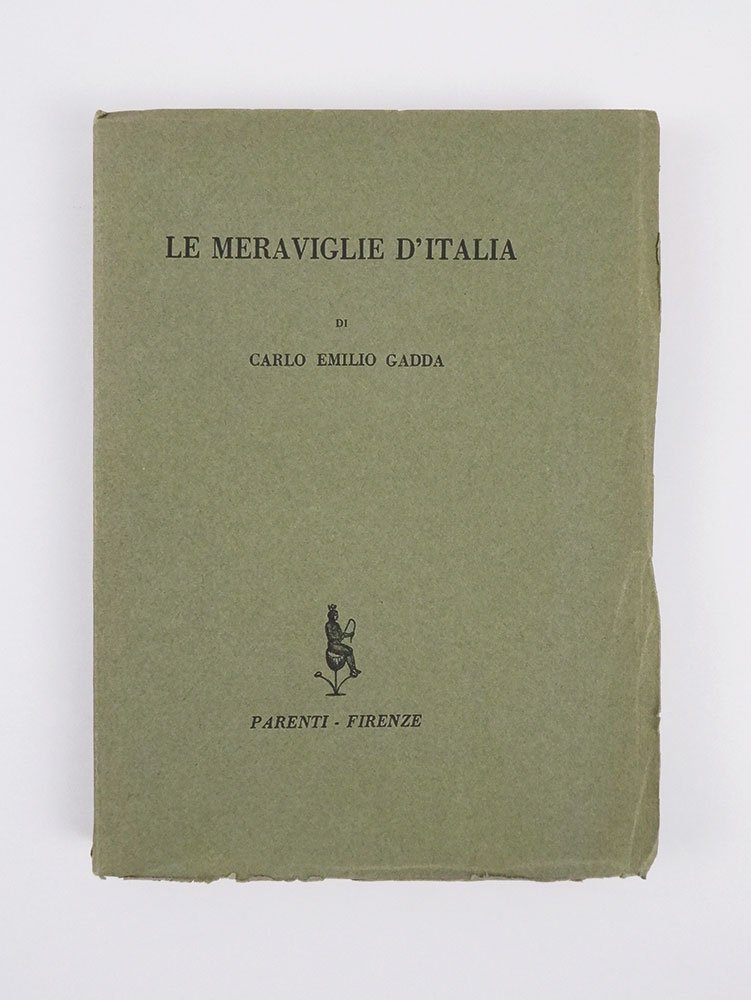 LE MERAVIGLIE D'ITALIA
DI
CARLO EMILIO GADDA
PARENTI - FIRENZE